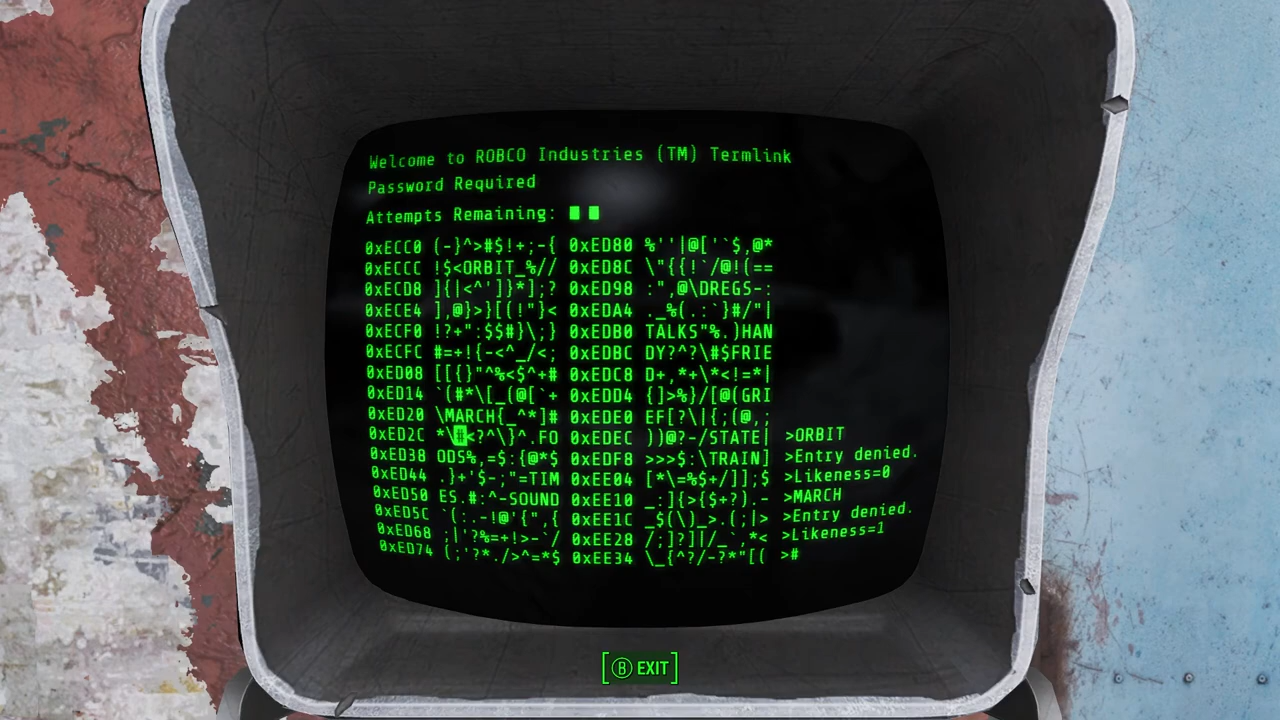 Welcome to ROBCO Industries (TM) Termlink
Password Required
Attempts Remaining: ■ ■
0xECC0 (-}^>#$!+;-{ 0xED80 %''|@['`$,@*
0xECCC !$<ORBIT_%// 0xED8C \"{{!`/@!(==
0xECD8 ]{|<^']}*];? 0xED98 :",@\DREGS-:
0xECE4 ],@}>}[(!"}< 0xEDA4 ._%(.:`}#/"|
0xECF0 !?+":$$#}\;} 0xEDB0 TALKS"%.)HAN
0xECFC #=+!{-<^_/<; 0xEDBC DY?^?\#$FRIE
0xED08 [[{}"^%<$^+# 0xEDC8 D+,*+\*<!=*|
0xED14 `(#*\[_(@[`+ 0xEDD4 {]>%}/[@(GRI
0xED20 \MARCH{_^*]# 0xEDE0 EF[?\|{;(@,;
0xED2C *\#<?^\}^.FO 0xEDEC ))@?-/STATE| >ORBIT
0xED38 ODS%,=$:{@*$ 0xEDF8 >>>$:\TRAIN] >Entry denied.
0xED44 .}+'$-;"=TIM 0xEE04 [*\=%$+/]];$ >Likeness=0
0xED50 ES.#:^-SOUND 0xEE10 _.:]{>{$+?).- >MARCH
0xED5C `(:.-!@'{",{ 0xEE1C _$(\)_>.(;|> >Entry denied.
0xED68 ;|'?%=+!>-`/ 0xEE28 /;]?]|/_`,*< >Likeness=1
0xED74 (;'?*./>^=*$ 0xEE34 \_{^?/-?*"[( >#
B EXIT